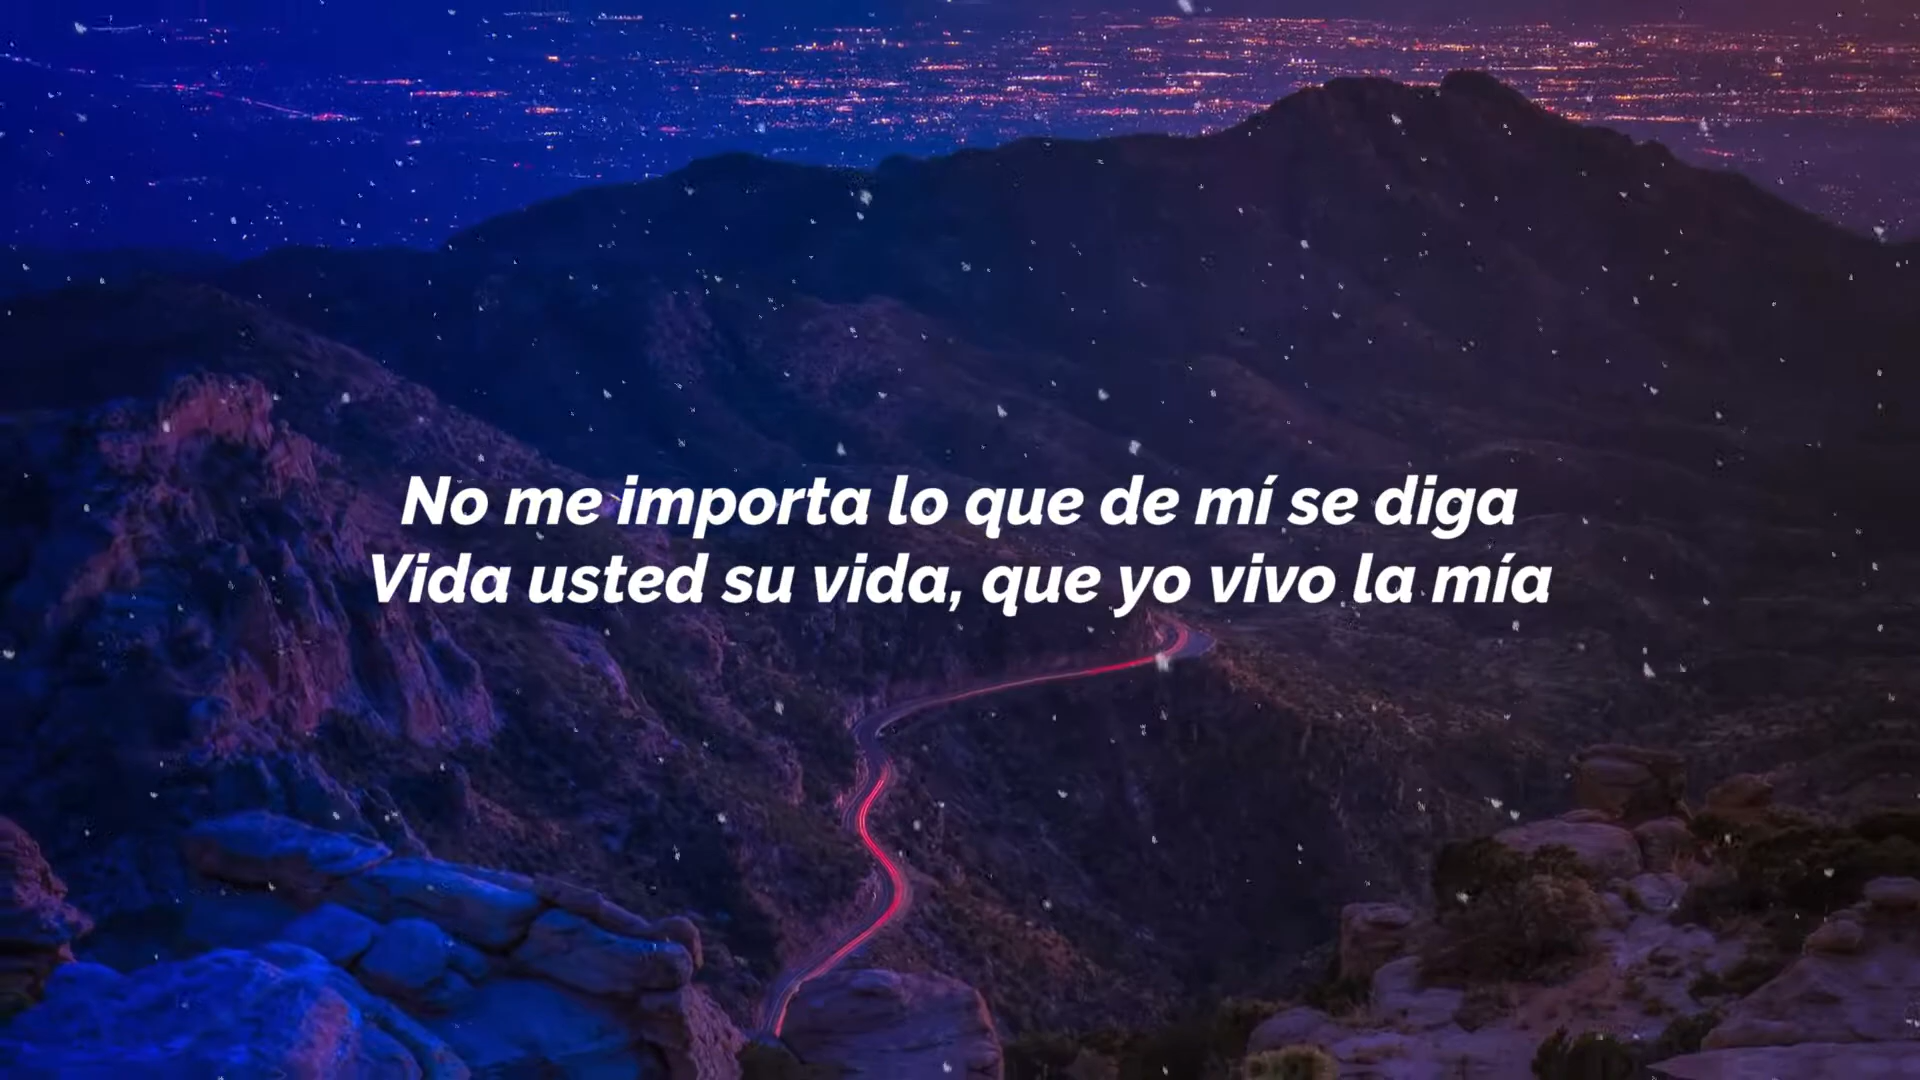 No me importa lo que de mí se diga
Vida usted su vida, que yo vivo la mía